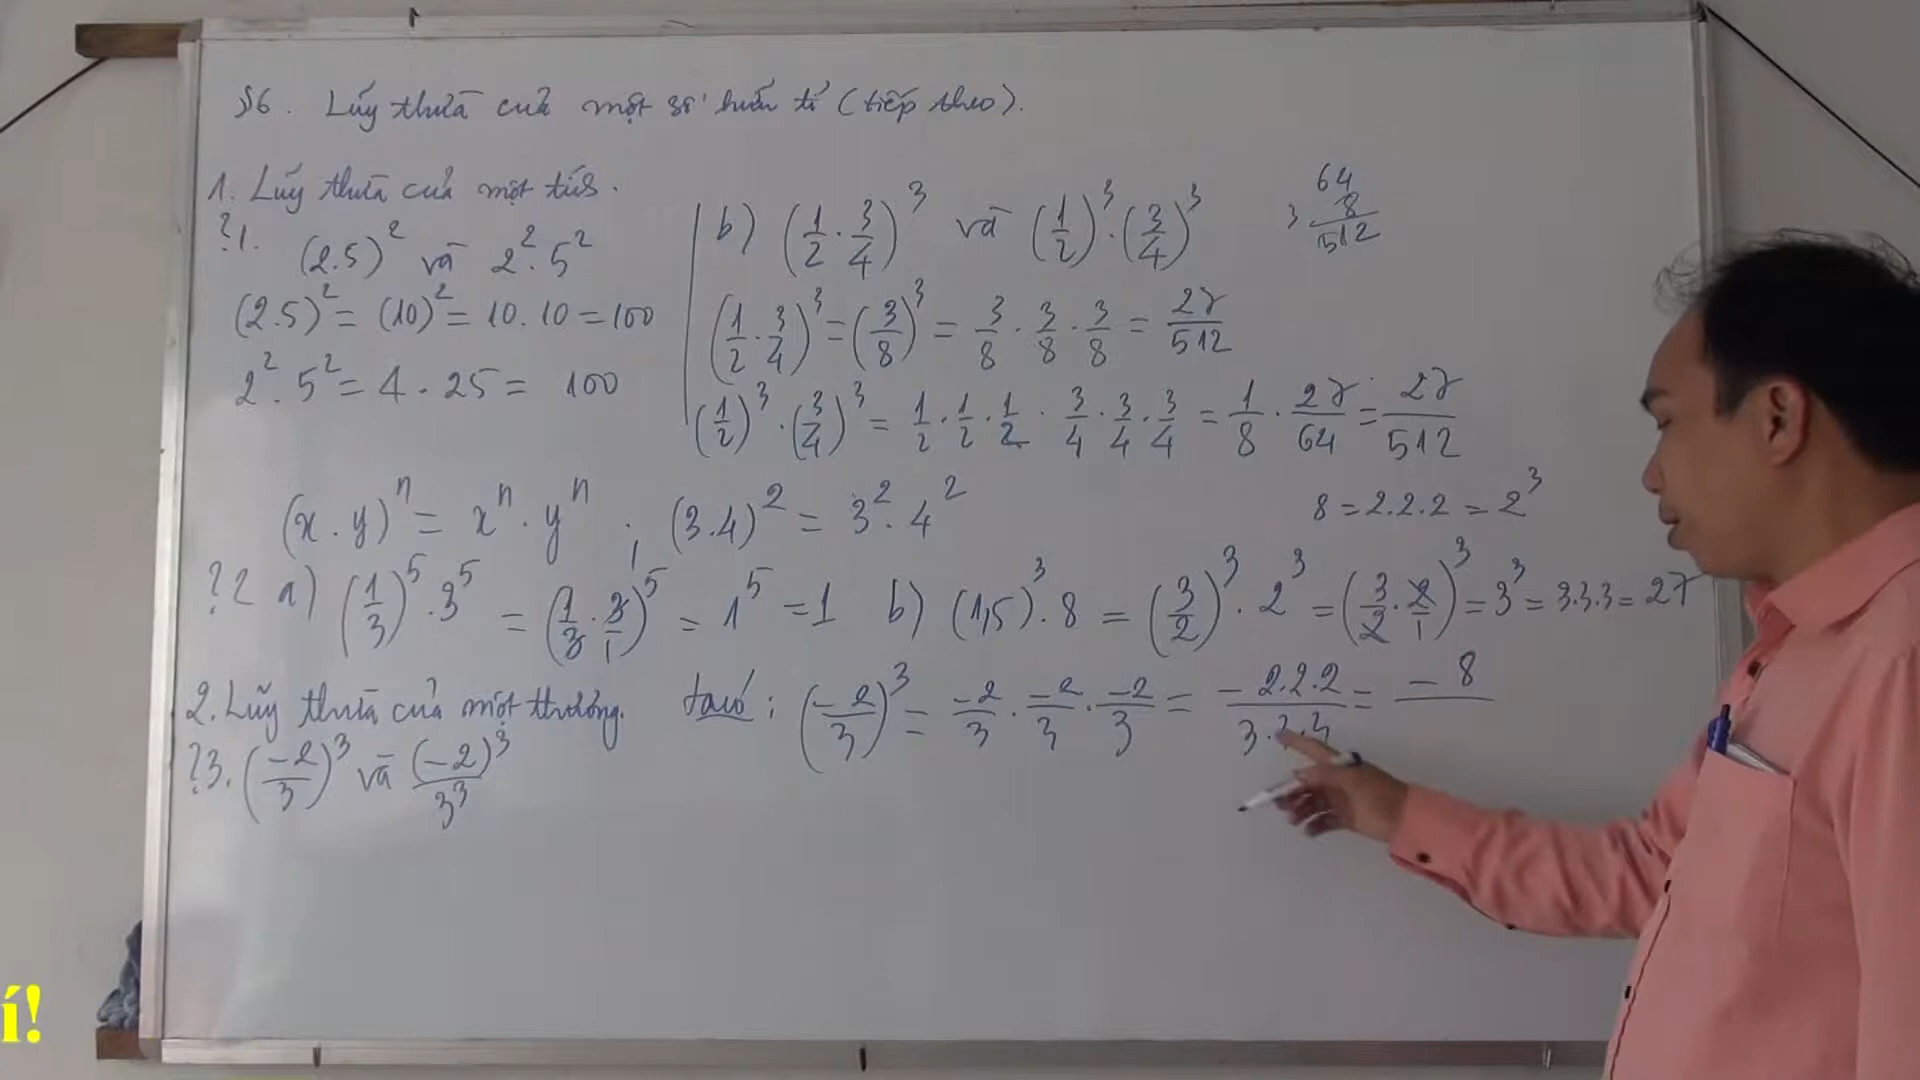 §6. Lũy thừa của một số hữu tỉ (tiếp theo).
1. Lũy thừa của một tích.
?1. (2.5)² và 2².5²
(2.5)² = (10)² = 10.10 = 100
2².5² = 4.25 = 100
b) (1/2 · 3/4)³ và (1/2)³·(3/4)³
64
8
3 512
(1/2 · 3/4)³ = (3/8)³ = 3/8 · 3/8 · 3/8 = 27/512
(1/2)³·(3/4)³ = 1/2 · 1/2 · 1/2 · 3/4 · 3/4 · 3/4 = 1/8 · 27/64 = 27/512
(x.y)ⁿ = xⁿ.yⁿ ; (3.4)² = 3².4²
8 = 2.2.2 = 2³
?2 a) (1/3)⁵.3⁵ = (1/3 · 3/1)⁵ = 1⁵ = 1
b) (1,5)³.8 = (3/2)³.2³ = (3/2 · 2/1)³ = 3³ = 3.3.3 = 27
2. Lũy thừa của một thương.
?3. (-2/3)³ và (-2)³/3³
ta có: (-2/3)³ = -2/3 · -2/3 · -2/3 = -2.2.2/3.3.3 = -8
í!